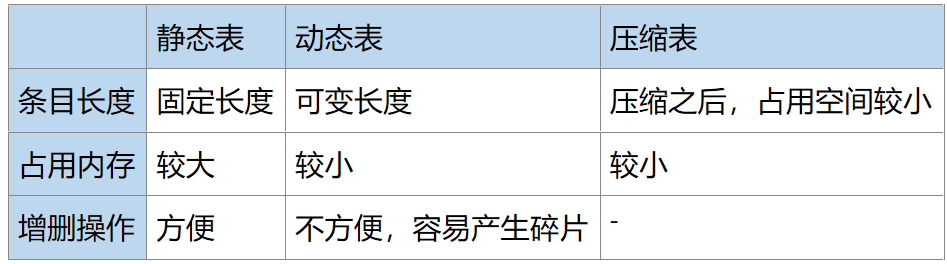 静态表 动态表 压缩表
条目长度 固定长度 可变长度 压缩之后，占用空间较小
占用内存 较大 较小 较小
增删操作 方便 不方便，容易产生碎片 -